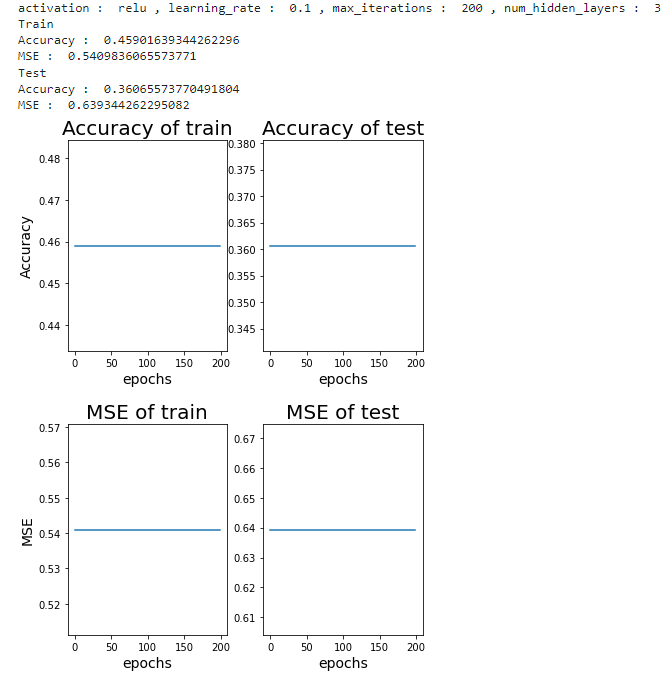 activation :  relu , learning_rate :  0.1 , max_iterations :  200 , num_hidden_layers :  3
Train
Accuracy :  0.45901639344262296
MSE :  0.5409836065573771
Test
Accuracy :  0.36065573770491804
MSE :  0.639344262295082
Accuracy of train
Accuracy
0.48
0.47
0.46
0.45
0.44
0 50 100 150 200
epochs
Accuracy of test
0.380
0.375
0.370
0.365
0.360
0.355
0.350
0.345
0 50 100 150 200
epochs
MSE of train
MSE
0.57
0.56
0.55
0.54
0.53
0.52
0 50 100 150 200
epochs
MSE of test
0.67
0.66
0.65
0.64
0.63
0.62
0.61
0 50 100 150 200
epochs